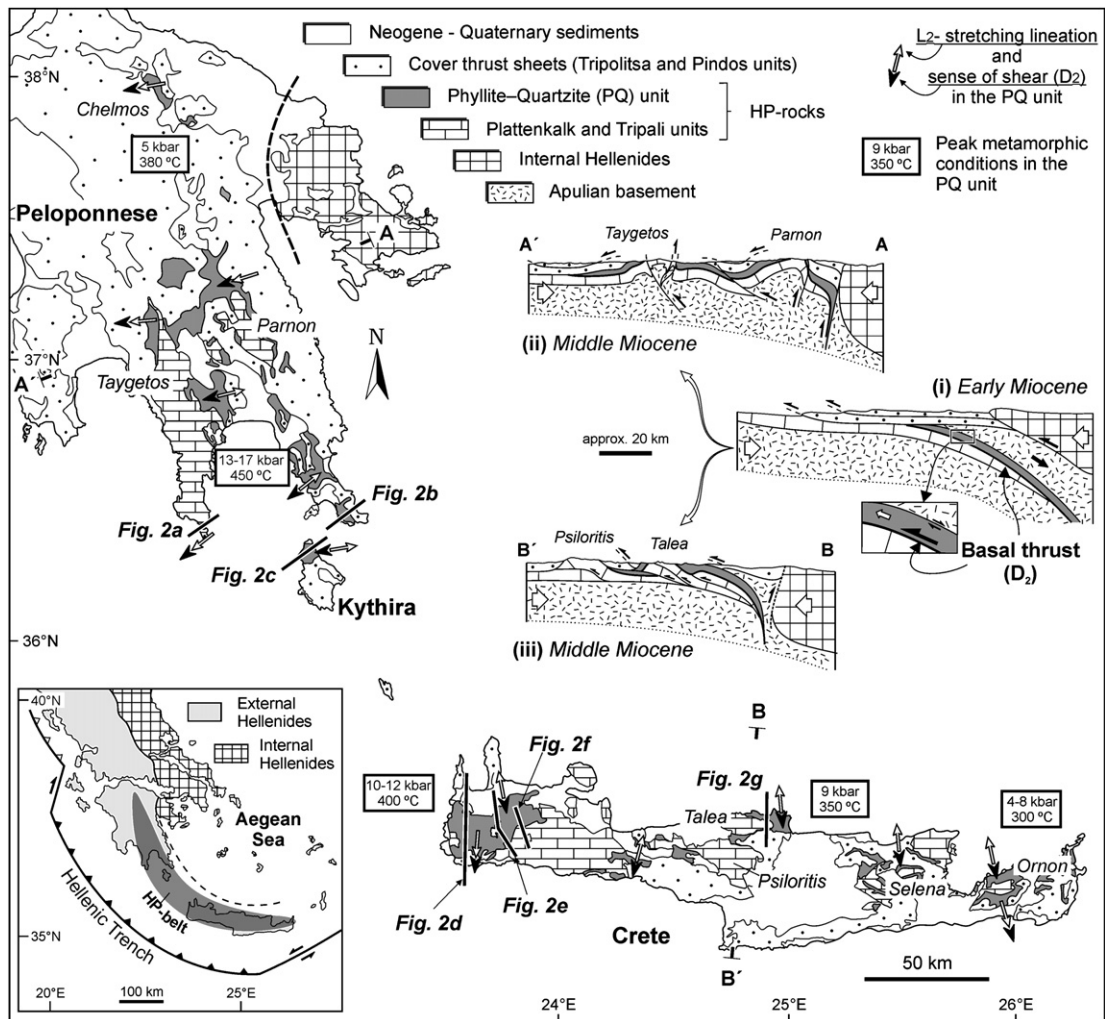 Neogene - Quaternary sediments
Cover thrust sheets (Tripolitsa and Pindos units)
Phyllite–Quartzite (PQ) unit
Plattenkalk and Tripali units
HP-rocks
Internal Hellenides
Apulian basement
L2- stretching lineation
and
sense of shear (D2)
in the PQ unit
9 kbar
350 ºC
Peak metamorphic
conditions in the
PQ unit
38°N
Chelmos
5 kbar
380 ºC
Peloponnese
A
Parnon
N
37°N
A´
Taygetos
13-17 kbar
450 ºC
Fig. 2a
Fig. 2b
Fig. 2c
Kythira
36°N
A´
Taygetos
Parnon
A
(ii) Middle Miocene
(i) Early Miocene
approx. 20 km
Basal thrust
(D2)
B´
Psiloritis
Talea
B
(iii) Middle Miocene
40°N
External
Hellenides
Internal
Hellenides
Aegean
Sea
HP-belt
Hellenic Trench
35°N
20°E
100 km
25°E
10-12 kbar
400 ºC
Fig. 2f
B
Fig. 2g
9 kbar
350 ºC
4-8 kbar
300 ºC
Talea
Psiloritis
Selena
Ornon
Fig. 2d
Fig. 2e
Crete
B´
50 km
24°E
25°E
26°E